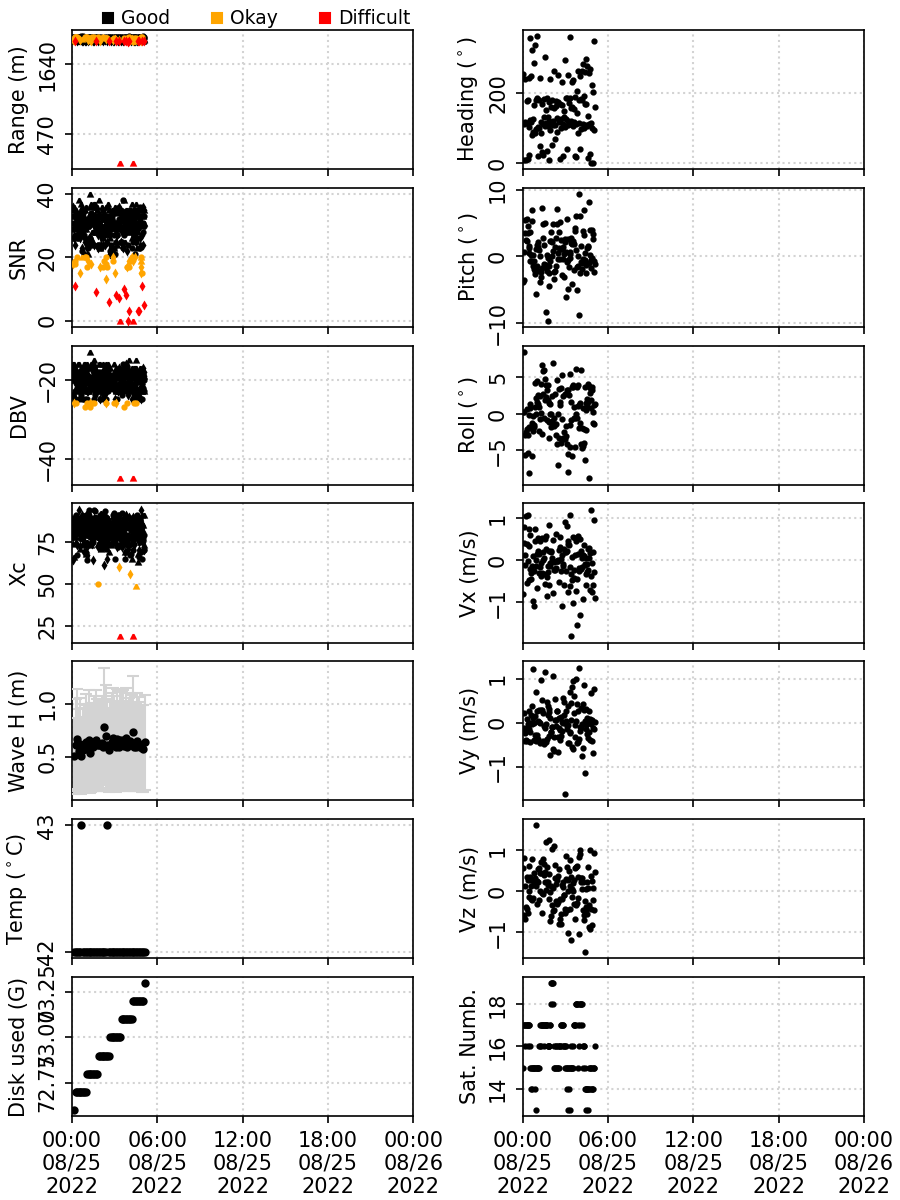 Good Okay Difficult
Range (m)
1640
470
Heading (°)
200
0
SNR
40
20
0
Pitch (°)
10
0
−10
DBV
−20
−40
Roll (°)
5
0
−5
Xc
75
50
25
Vx (m/s)
1
0
−1
Wave H (m)
1.0
0.5
Vy (m/s)
1
0
−1
Temp (°C)
43
42
Vz (m/s)
1
0
−1
Disk used (G)
73.25
73.00
72.75
Sat. Numb.
18
16
14
00:00 06:00 12:00 18:00 00:00
08/25 08/25 08/25 08/25 08/26
2022 2022 2022 2022 2022
00:00 06:00 12:00 18:00 00:00
08/25 08/25 08/25 08/25 08/26
2022 2022 2022 2022 2022